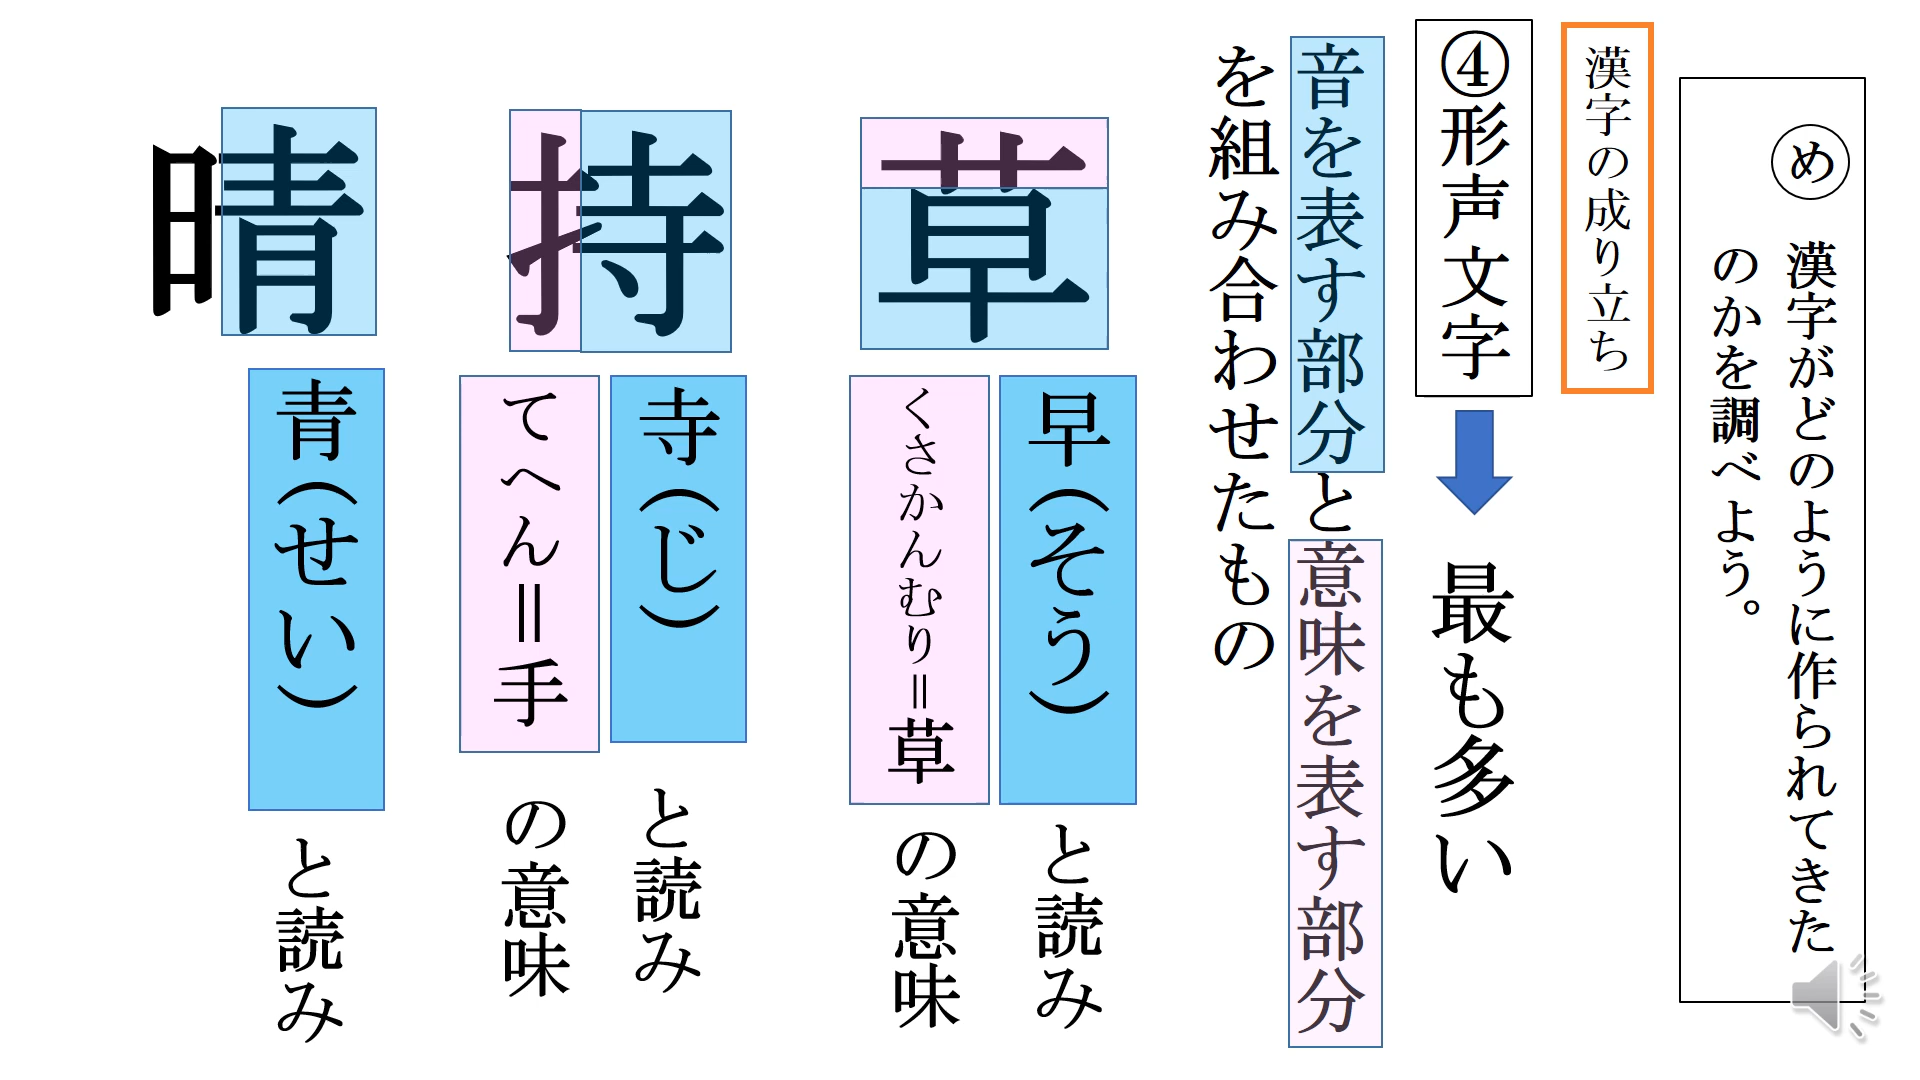 め
漢字がどのように作られてきた
のかを調べよう。
漢字の成り立ち
④形声文字
最も多い
音を表す部分と意味を表す部分
を組み合わせたもの
草
早（そう）と読み
くさかんむり＝草の意味
持
寺（じ）と読み
てへん＝手の意味
晴
青（せい）と読み